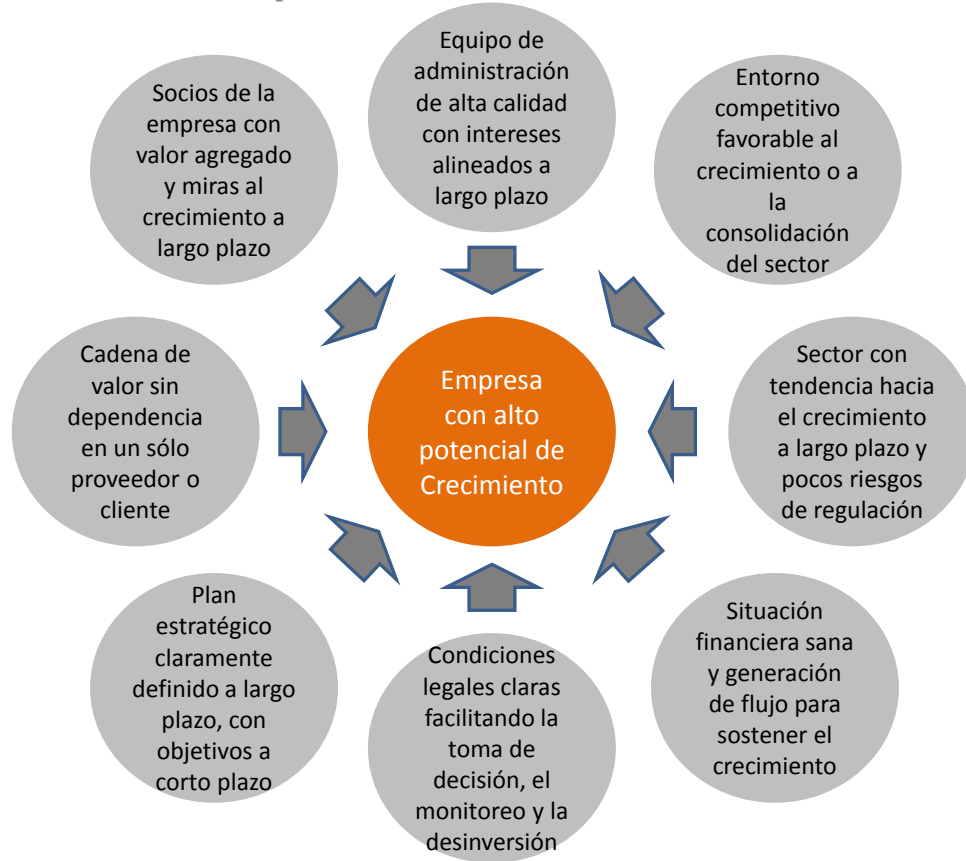 Equipo de
administración
de alta calidad
con intereses
alineados a
largo plazo
Entorno
competitivo
favorable al
crecimiento o a
la
consolidación
del sector
Sector con
tendencia hacia
el crecimiento
a largo plazo y
pocos riesgos
de regulación
Situación
financiera sana
y generación
de flujo para
sostener el
crecimiento
Condiciones
legales claras
facilitando la
toma de
decisión, el
monitoreo y la
desinversión
Plan
estratégico
claramente
definido a largo
plazo, con
objetivos a
corto plazo
Cadena de
valor sin
dependencia
en un sólo
proveedor o
cliente
Socios de la
empresa con
valor agregado
y miras al
crecimiento a
largo plazo
Empresa
con alto
potencial de
Crecimiento